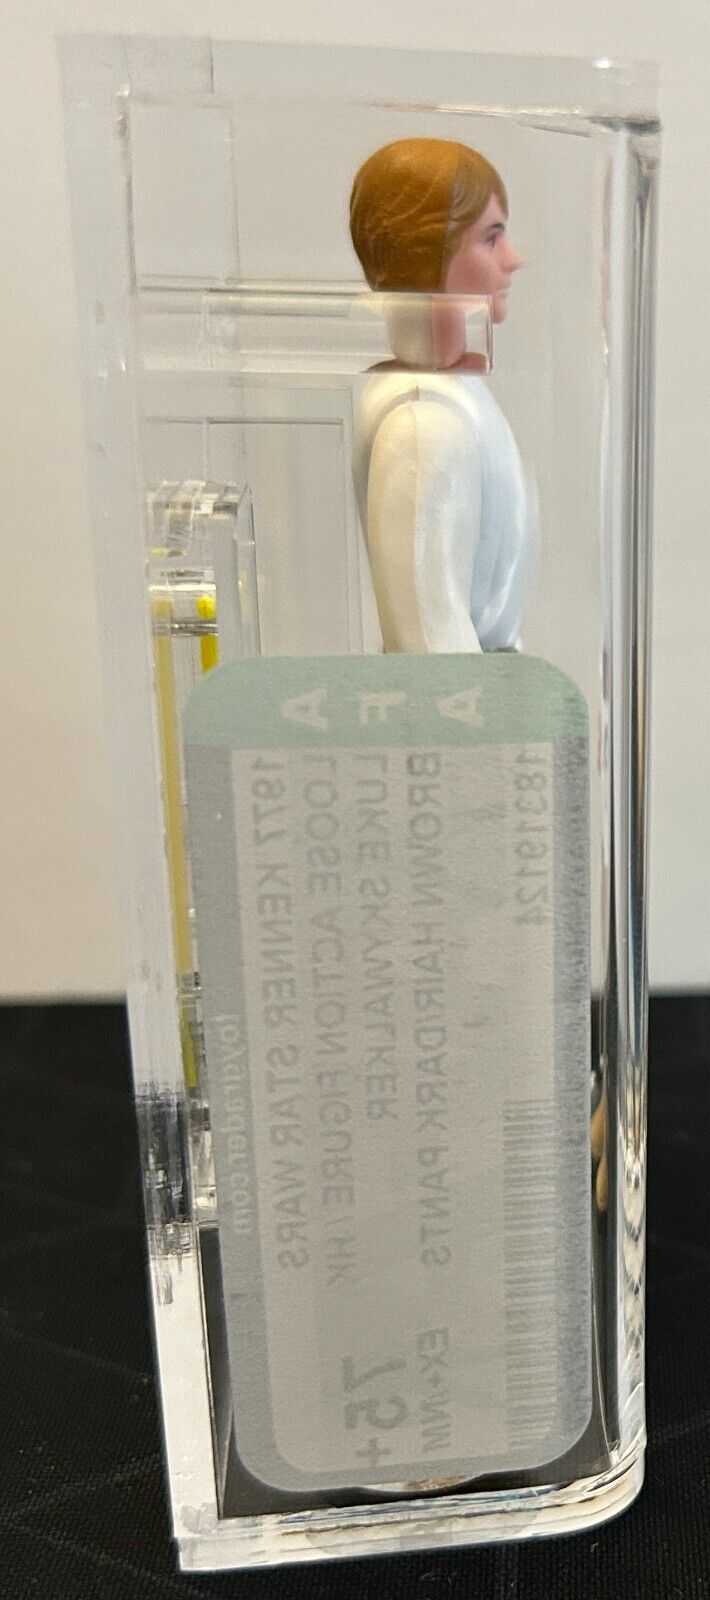 AFA
1977 KENNER STAR WARS
LOOSE ACTION FIGURE / HK
LUKE SKYWALKER
BROWN HAIR/DARK PANTS
75+
EX+/NM
18319124
toygrader.com